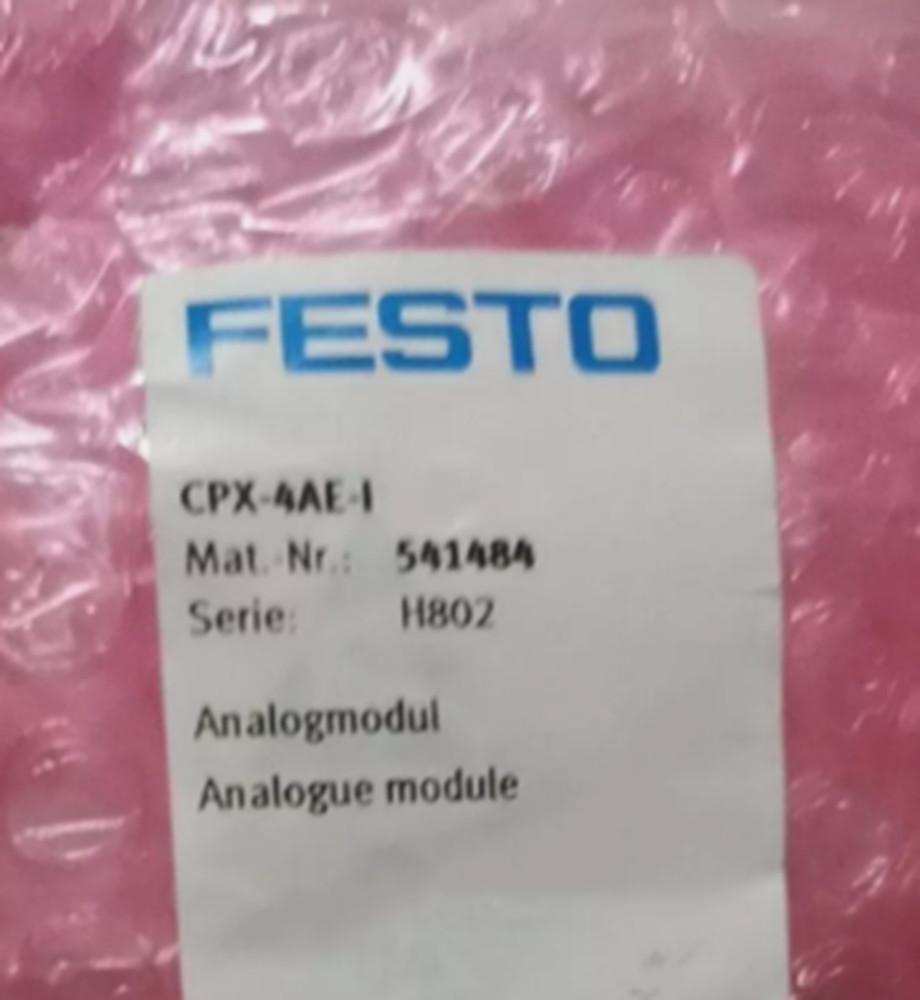 FESTO
CPX-4AE-I
Mat.-Nr.: 541484
Serie: H802
Analogmodul
Analogue module